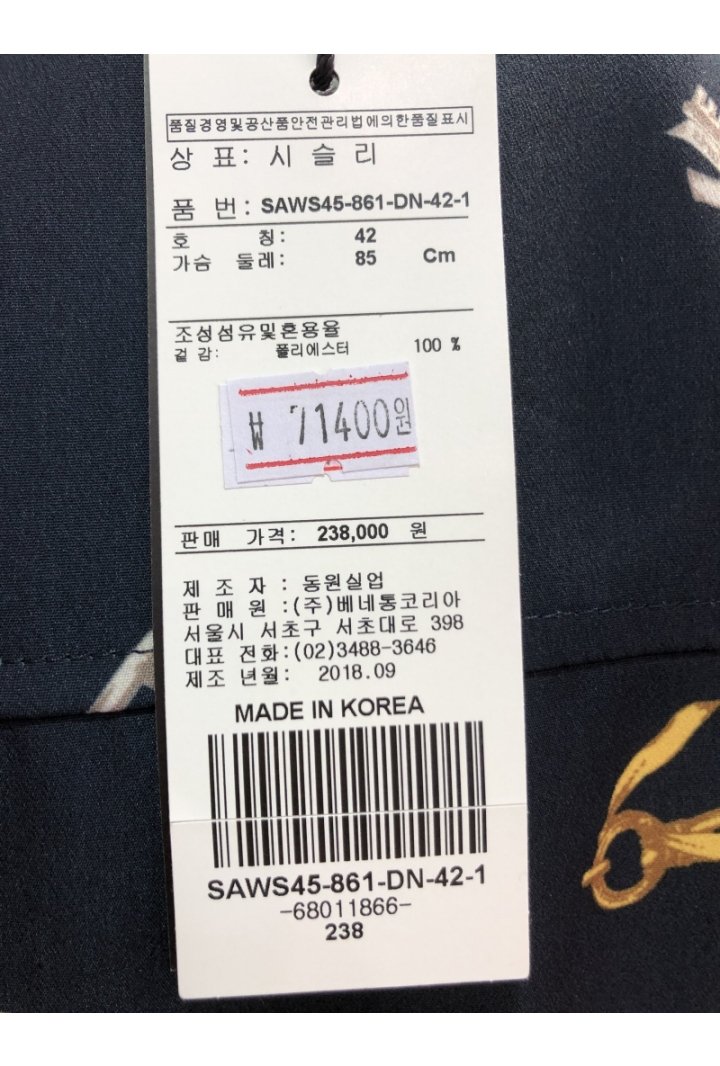 품질경영및공산품안전관리법에의한품질표시
상 표: 시 슬 리
품 번: SAWS45-861-DN-42-1
호 칭: 42
가슴 둘레: 85 Cm
조성섬유및혼용율
겉 감: 폴리에스터 100 %
₩ 71400원
판매 가격: 238,000 원
제 조 자 : 동원실업
판 매 원 :(주)베네통코리아
서울시 서초구 서초대로 398
대표 전화:(02)3488-3646
제조 년월: 2018.09
MADE IN KOREA
SAWS45-861-DN-42-1
-68011866-
238